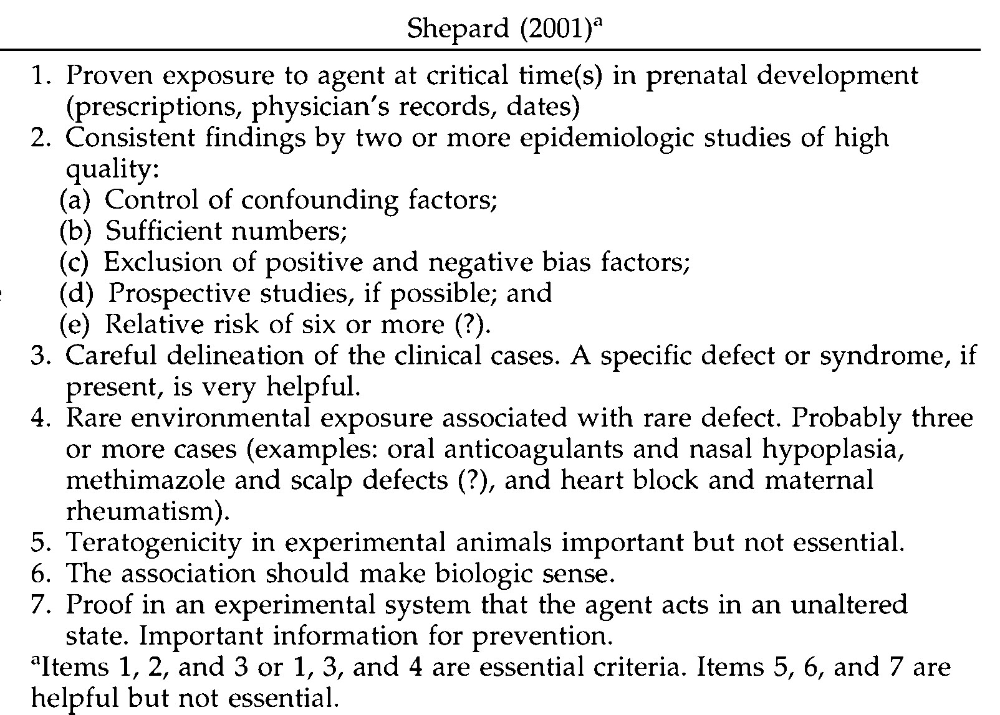 Shepard (2001)ᵃ
1. Proven exposure to agent at critical time(s) in prenatal development
(prescriptions, physician's records, dates)
2. Consistent findings by two or more epidemiologic studies of high
quality:
(a) Control of confounding factors;
(b) Sufficient numbers;
(c) Exclusion of positive and negative bias factors;
(d) Prospective studies, if possible; and
(e) Relative risk of six or more (?).
3. Careful delineation of the clinical cases. A specific defect or syndrome, if
present, is very helpful.
4. Rare environmental exposure associated with rare defect. Probably three
or more cases (examples: oral anticoagulants and nasal hypoplasia,
methimazole and scalp defects (?), and heart block and maternal
rheumatism).
5. Teratogenicity in experimental animals important but not essential.
6. The association should make biologic sense.
7. Proof in an experimental system that the agent acts in an unaltered
state. Important information for prevention.
ᵃItems 1, 2, and 3 or 1, 3, and 4 are essential criteria. Items 5, 6, and 7 are
helpful but not essential.